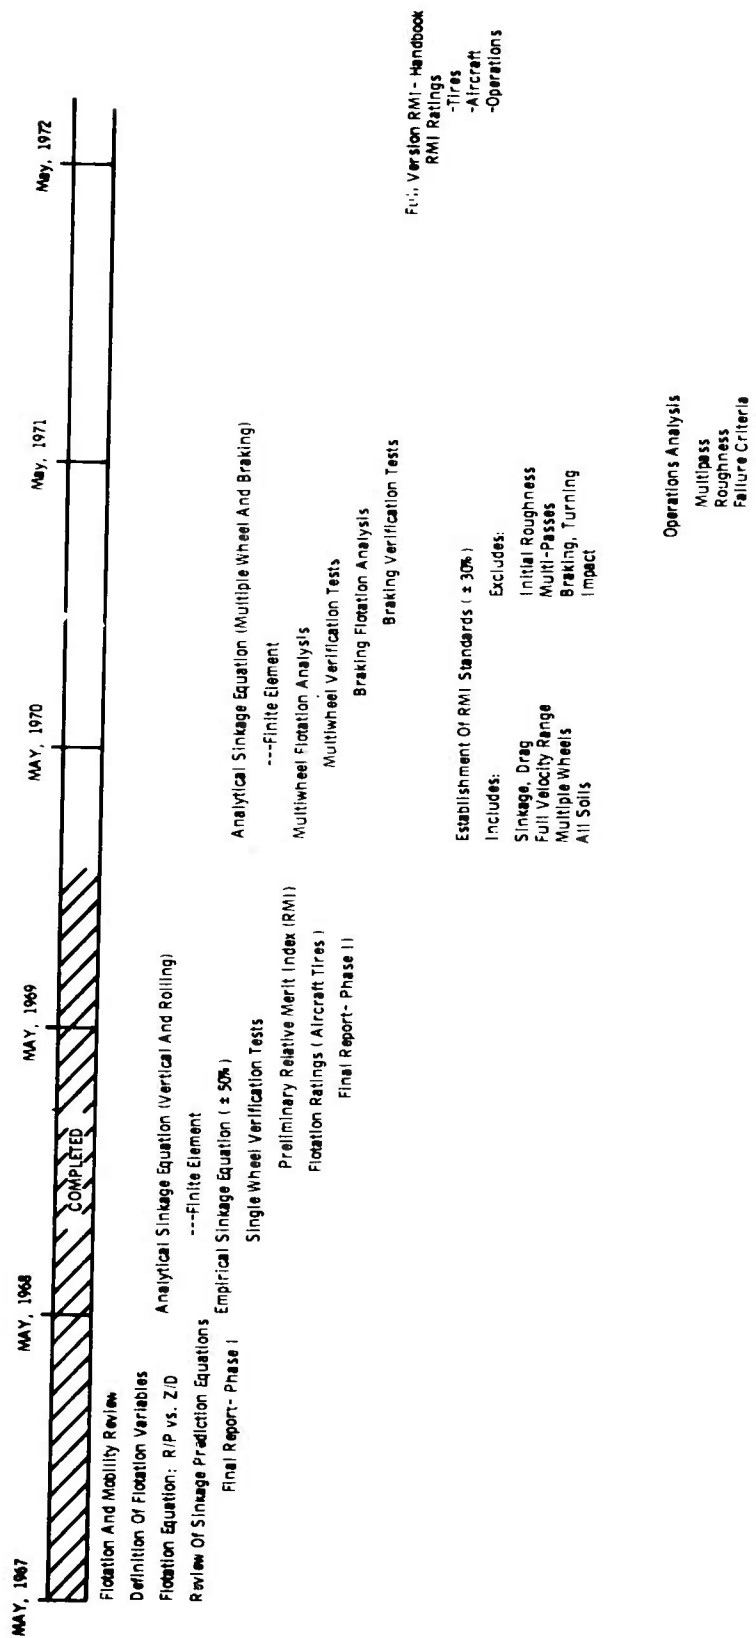 MAY, 1967
MAY, 1968
MAY, 1969
MAY, 1970
May, 1971
May, 1972
COMPLETED
Flotation And Mobility Review
Definition Of Flotation Variables
Flotation Equation: R/P vs. Z/D
Review Of Sinkage Prediction Equations
Final Report- Phase I
Analytical Sinkage Equation (Vertical And Rolling)
---Finite Element
Empirical Sinkage Equation ( ± 50% )
Single Wheel Verification Tests
Preliminary Relative Merit Index (RMI)
Flotation Ratings ( Aircraft Tires )
Final Report- Phase II
Analytical Sinkage Equation (Multiple Wheel And Braking)
---Finite Element
Multiwheel Flotation Analysis
Multiwheel Verification Tests
Braking Flotation Analysis
Braking Verification Tests
Establishment Of RMI Standards ( ± 30% )
Includes:
Sinkage, Drag
Full Velocity Range
Multiple Wheels
All Soils
Excludes:
Initial Roughness
Multi-Passes
Braking, Turning
Impact
Operations Analysis
Multipass
Roughness
Failure Criteria
Version RMI- Handbook
RMI Ratings
-Tires
-Aircraft
-Operations